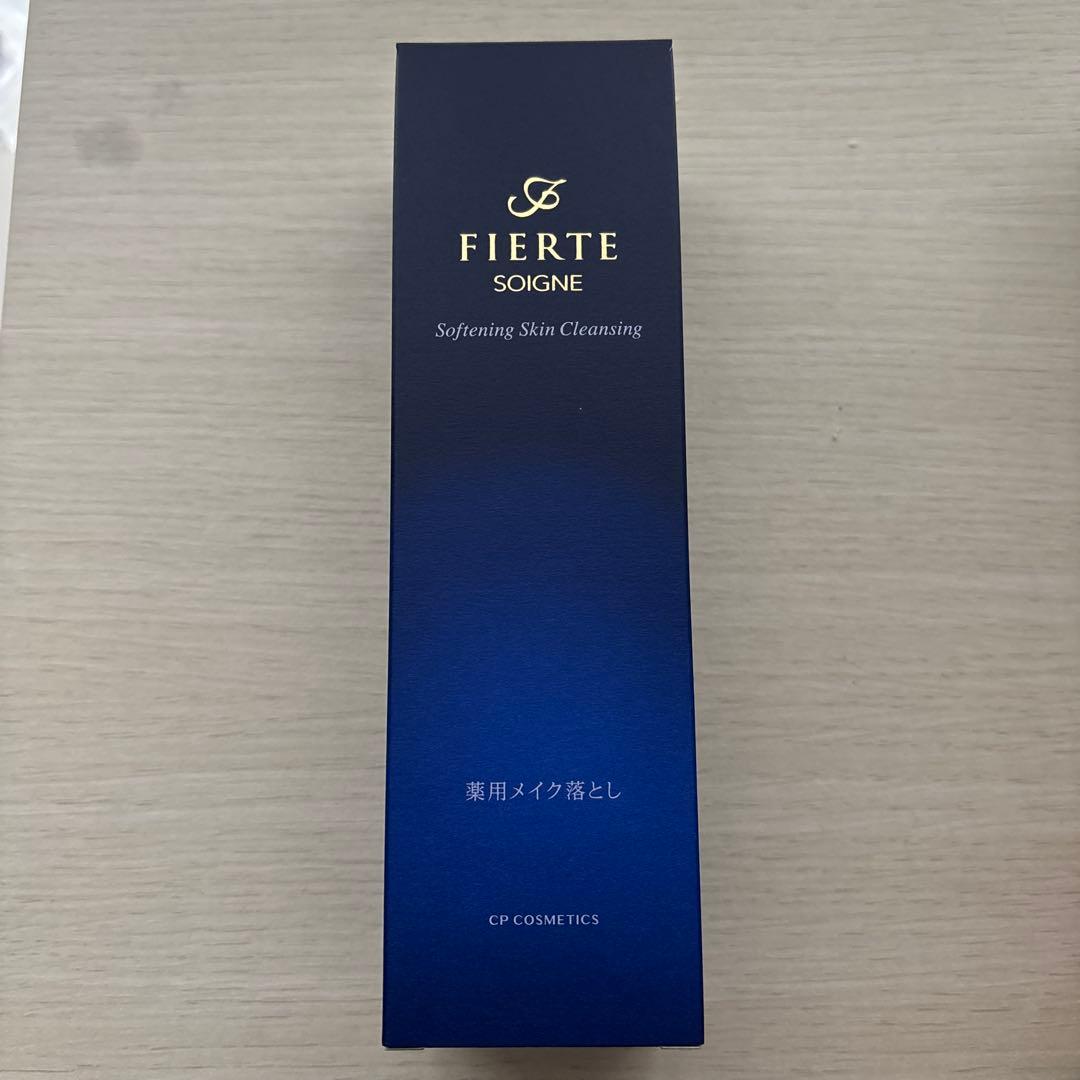 FIERTE
SOIGNE
Softening Skin Cleansing
薬用メイク落とし
CP COSMETICS